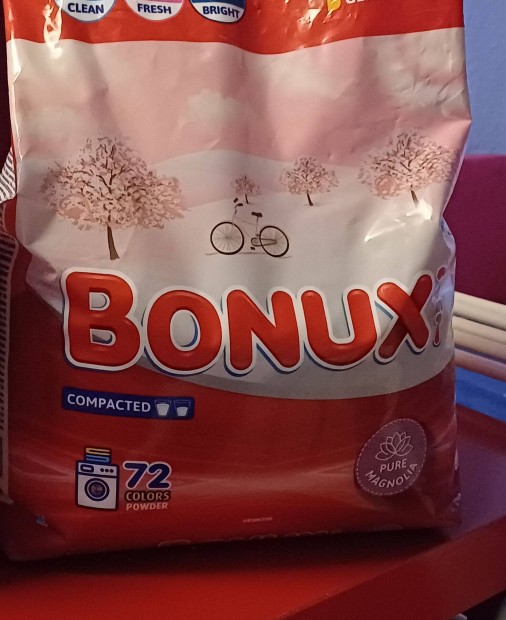 CLEAN
FRESH
BRIGHT
BONUX
COMPACTED
72
COLORS
POWDER
PURE
MAGNOLIA